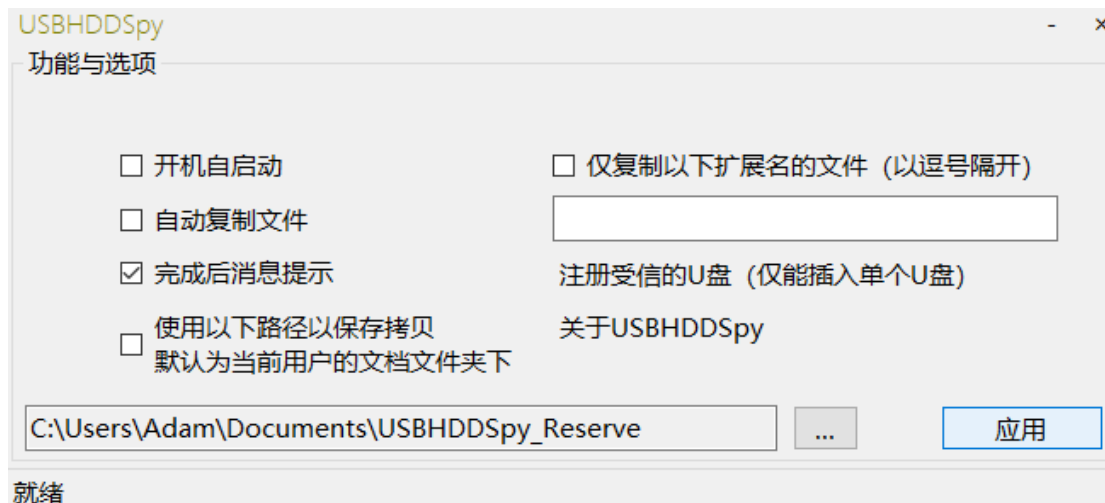 USBHDDSpy
功能与选项
开机自启动
仅复制以下扩展名的文件（以逗号隔开）
自动复制文件
完成后消息提示
注册受信的U盘（仅能插入单个U盘）
使用以下路径以保存拷贝
默认为当前用户的文档文件夹下
关于USBHDDSpy
C:\Users\Adam\Documents\USBHDDSpy_Reserve
...
应用
就绪